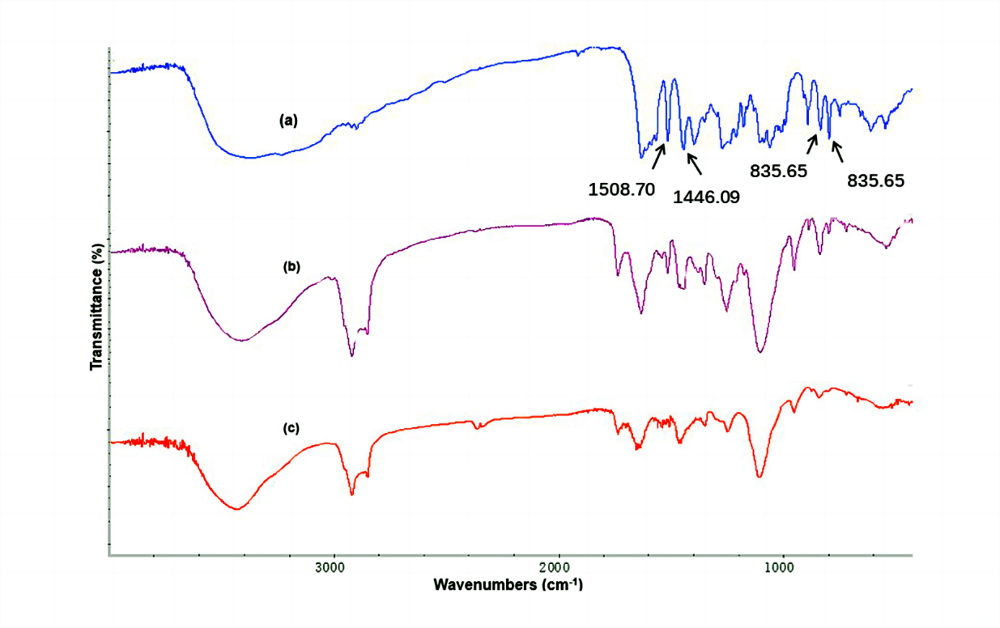 (a)
1508.70
1446.09
835.65
835.65
(b)
(c)
Transmittance (%)
3000
2000
1000
Wavenumbers (cm⁻¹)